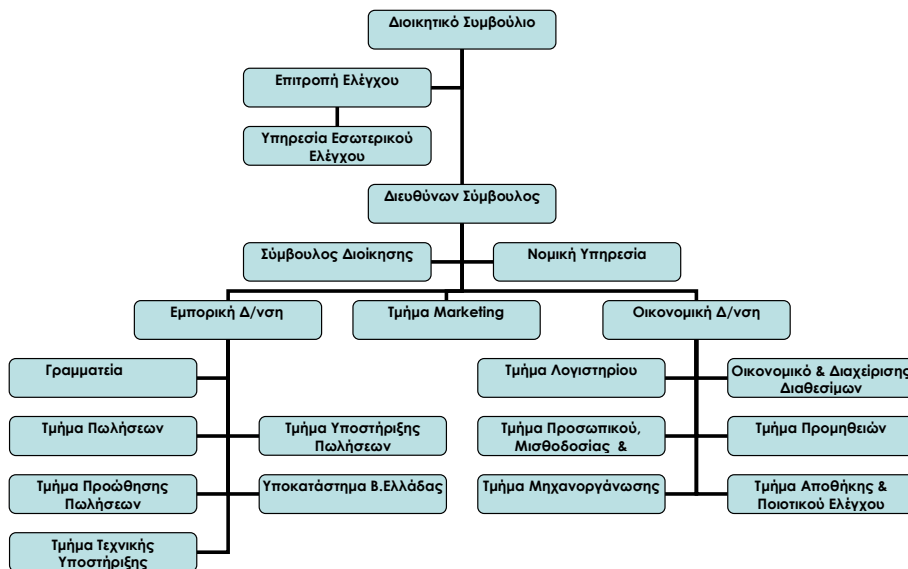 Διοικητικό Συμβούλιο
Επιτροπή Ελέγχου
Υπηρεσία Εσωτερικού
Ελέγχου
Διευθύνων Σύμβουλος
Σύμβουλος Διοίκησης
Νομική Υπηρεσία
Εμπορική Δ/νση
Τμήμα Marketing
Οικονομική Δ/νση
Γραμματεία
Τμήμα Πωλήσεων
Τμήμα Υποστήριξης
Πωλήσεων
Τμήμα Προώθησης
Πωλήσεων
Υποκατάστημα Β.Ελλάδας
Τμήμα Τεχνικής
Υποστήριξης
Τμήμα Λογιστηρίου
Οικονομικό & Διαχείρισης
Διαθεσίμων
Τμήμα Προσωπικού,
Μισθοδοσίας &
Τμήμα Προμηθειών
Τμήμα Μηχανοργάνωσης
Τμήμα Αποθήκης &
Ποιοτικού Ελέγχου